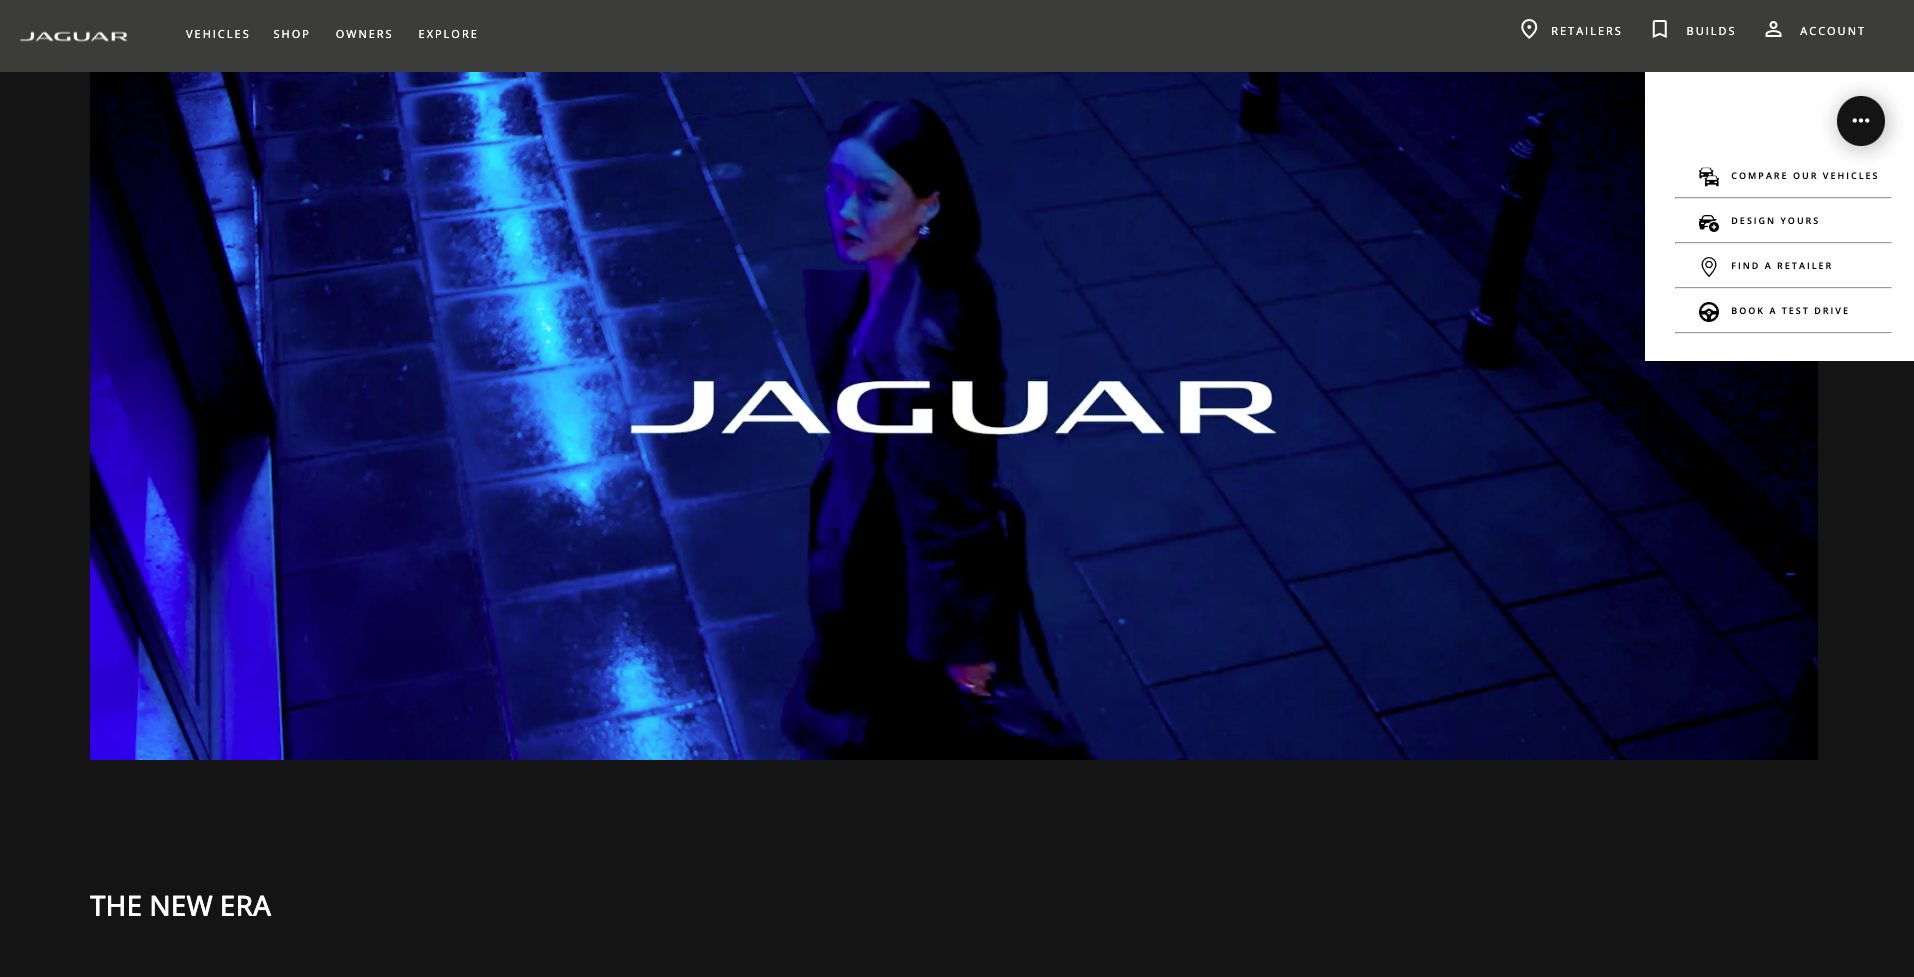 JAGUAR
VEHICLES SHOP OWNERS EXPLORE
RETAILERS BUILDS ACCOUNT
COMPARE OUR VEHICLES
DESIGN YOURS
FIND A RETAILER
BOOK A TEST DRIVE
JAGUAR
THE NEW ERA